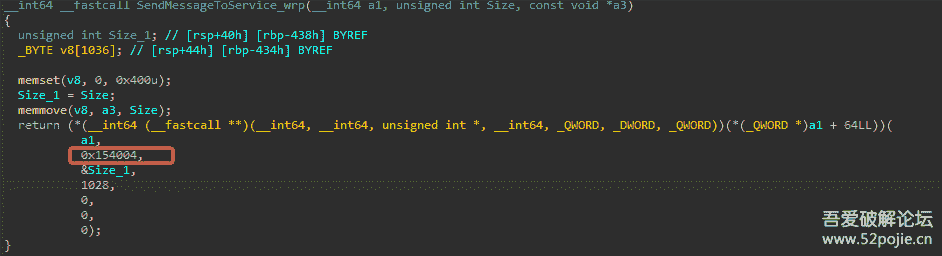 __int64 __fastcall SendMessageToService_wrp(__int64 a1, unsigned int Size, const void *a3)
{
unsigned int Size_1; // [rsp+40h] [rbp-438h] BYREF
_BYTE v8[1036]; // [rsp+44h] [rbp-434h] BYREF
memset(v8, 0, 0x400u);
Size_1 = Size;
memmove(v8, a3, Size);
return (*(__int64 (__fastcall **)(__int64, __int64, unsigned int *, __int64, _QWORD, _DWORD, _QWORD))(*(_QWORD *)a1 + 64LL))(
a1,
0x154004,
&Size_1,
1028,
0,
0,
0);
}
吾爱破解论坛
www.52pojie.cn